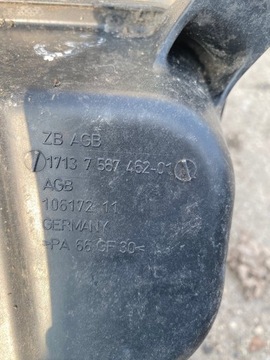 ZB AGB
1713 7 567 462-01
AGB
106172 11
GERMANY
>PA 66 GF 30<